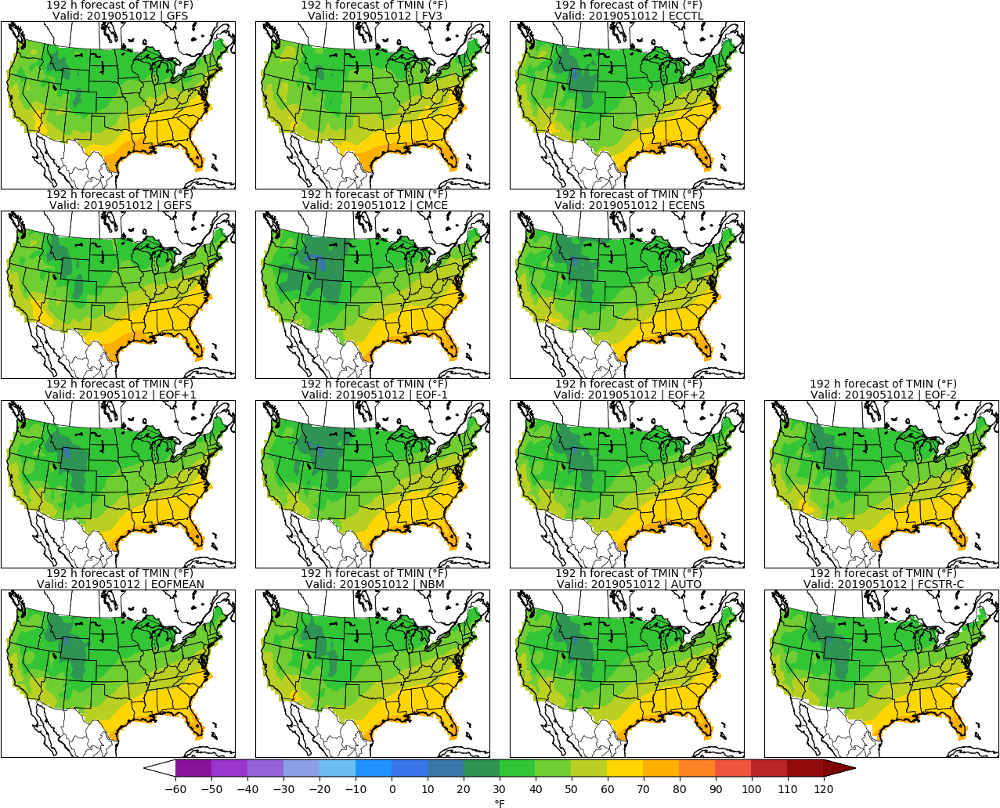 192 h forecast of TMIN (°F)
Valid: 2019051012 | GFS
192 h forecast of TMIN (°F)
Valid: 2019051012 | FV3
192 h forecast of TMIN (°F)
Valid: 2019051012 | ECCTL
192 h forecast of TMIN (°F)
Valid: 2019051012 | GEFS
192 h forecast of TMIN (°F)
Valid: 2019051012 | CMCE
192 h forecast of TMIN (°F)
Valid: 2019051012 | ECENS
192 h forecast of TMIN (°F)
Valid: 2019051012 | EOF+1
192 h forecast of TMIN (°F)
Valid: 2019051012 | EOF-1
192 h forecast of TMIN (°F)
Valid: 2019051012 | EOF+2
192 h forecast of TMIN (°F)
Valid: 2019051012 | EOF-2
192 h forecast of TMIN (°F)
Valid: 2019051012 | EOFMEAN
192 h forecast of TMIN (°F)
Valid: 2019051012 | NBM
192 h forecast of TMIN (°F)
Valid: 2019051012 | AUTO
192 h forecast of TMIN (°F)
Valid: 2019051012 | FCSTR-C
−60 −50 −40 −30 −20 −10 0 10 20 30 40 50 60 70 80 90 100 110 120
°F